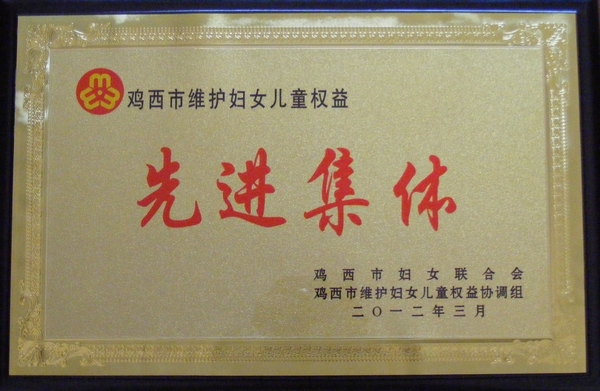 鸡西市维护妇女儿童权益
先进集体
鸡西市妇女联合会
鸡西市维护妇女儿童权益协调组
二〇一二年三月